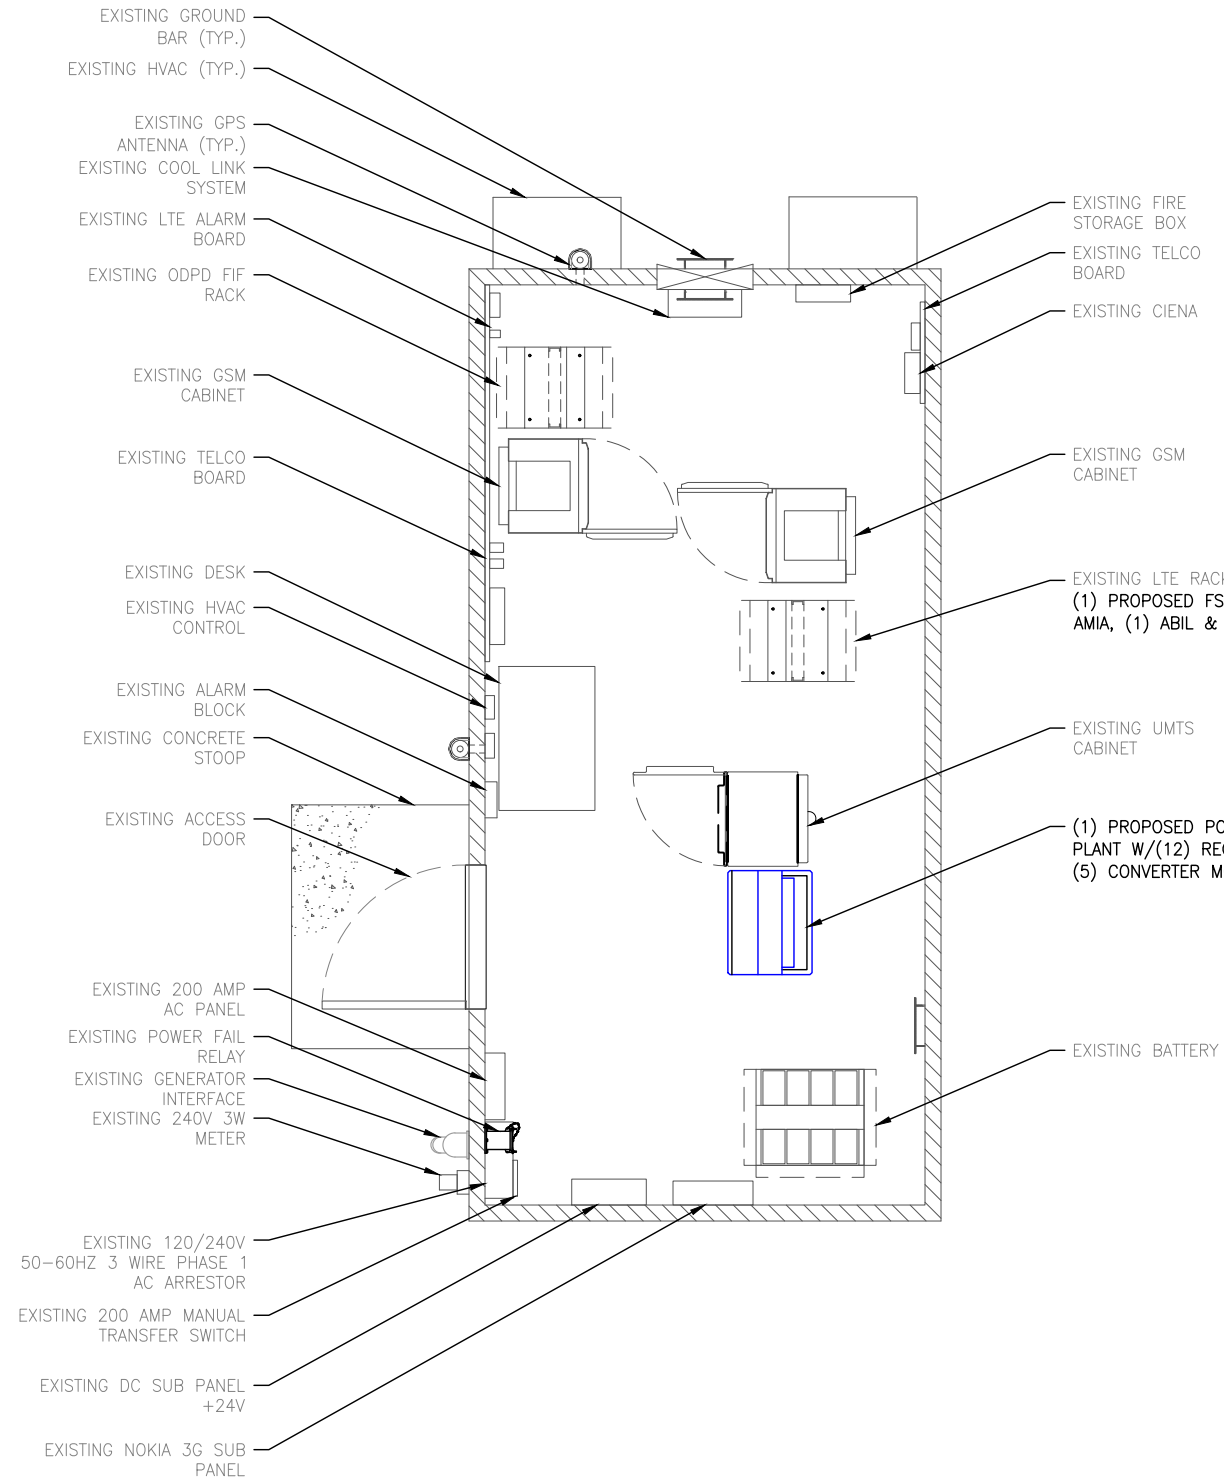 EXISTING GROUND
BAR (TYP.)
EXISTING HVAC (TYP.)
EXISTING GPS
ANTENNA (TYP.)
EXISTING COOL LINK
SYSTEM
EXISTING LTE ALARM
BOARD
EXISTING ODPD FIF
RACK
EXISTING GSM
CABINET
EXISTING TELCO
BOARD
EXISTING DESK
EXISTING HVAC
CONTROL
EXISTING ALARM
BLOCK
EXISTING CONCRETE
STOOP
EXISTING ACCESS
DOOR
EXISTING 200 AMP
AC PANEL
EXISTING POWER FAIL
RELAY
EXISTING GENERATOR
INTERFACE
EXISTING 240V 3W
METER
EXISTING 120/240V
50-60HZ 3 WIRE PHASE 1
AC ARRESTOR
EXISTING 200 AMP MANUAL
TRANSFER SWITCH
EXISTING DC SUB PANEL
+24V
EXISTING NOKIA 3G SUB
PANEL
EXISTING FIRE
STORAGE BOX
EXISTING TELCO
BOARD
EXISTING CIENA
EXISTING GSM
CABINET
EXISTING LTE
(1) PROPOSED
AMIA, (1) ABIL &
EXISTING UMTS
CABINET
(1) PROPOSED
PLANT W/(12)
(5) CONVERTER
EXISTING BATTERY